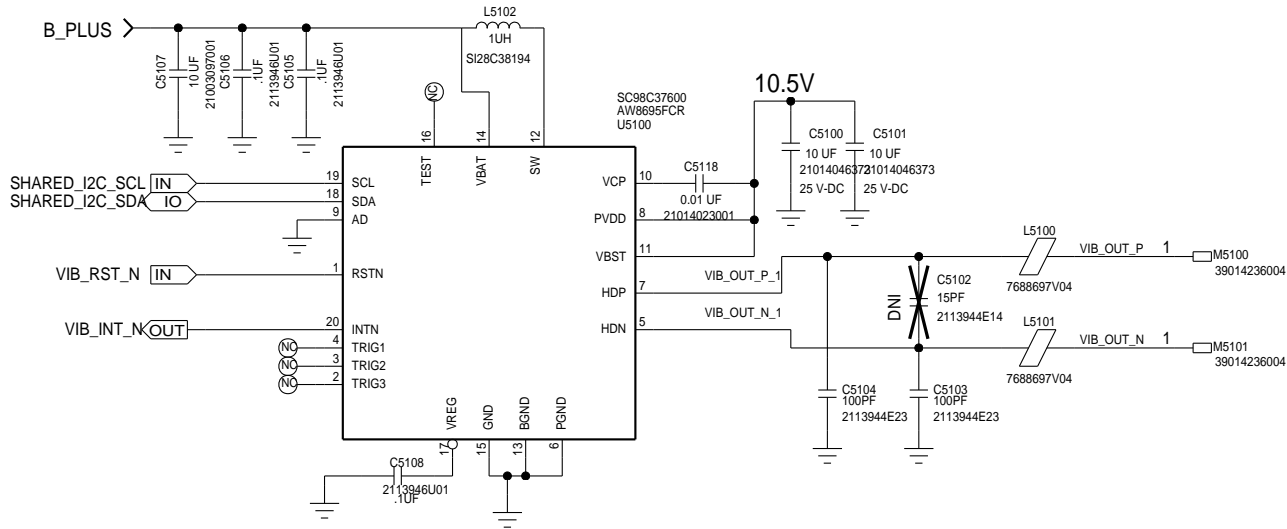 B_PLUS
L5102
1UH
SI28C38194
C5107
10 UF
21003097001
C5106
.1UF
2113946U01
C5105
.1UF
2113946U01
NC
10.5V
SC98C37600
AW8695FCR
U5100
C5100
10 UF
21014046373
25 V-DC
C5101
10 UF
21014046373
25 V-DC
16
14
12
TEST
VBAT
SW
SHARED_I2C_SCL IN 19 SCL
SHARED_I2C_SDA IO 18 SDA
9 AD
VCP 10
C5118
0.01 UF
21014023001
PVDD 8
VBST 11
VIB_RST_N IN 1 RSTN
HDP 7
VIB_OUT_P_1
HDN 5
VIB_OUT_N_1
VIB_INT_N OUT 20 INTN
NC 4 TRIG1
NC 3 TRIG2
NC 2 TRIG3
L5100
7688697V04
VIB_OUT_P 1
M5100
39014236004
DNI
C5102
15PF
2113944E14
L5101
7688697V04
VIB_OUT_N 1
M5101
39014236004
C5104
100PF
2113944E23
C5103
100PF
2113944E23
VREG
GND
BGND
PGND
17
15
13
6
C5108
2113946U01
.1UF